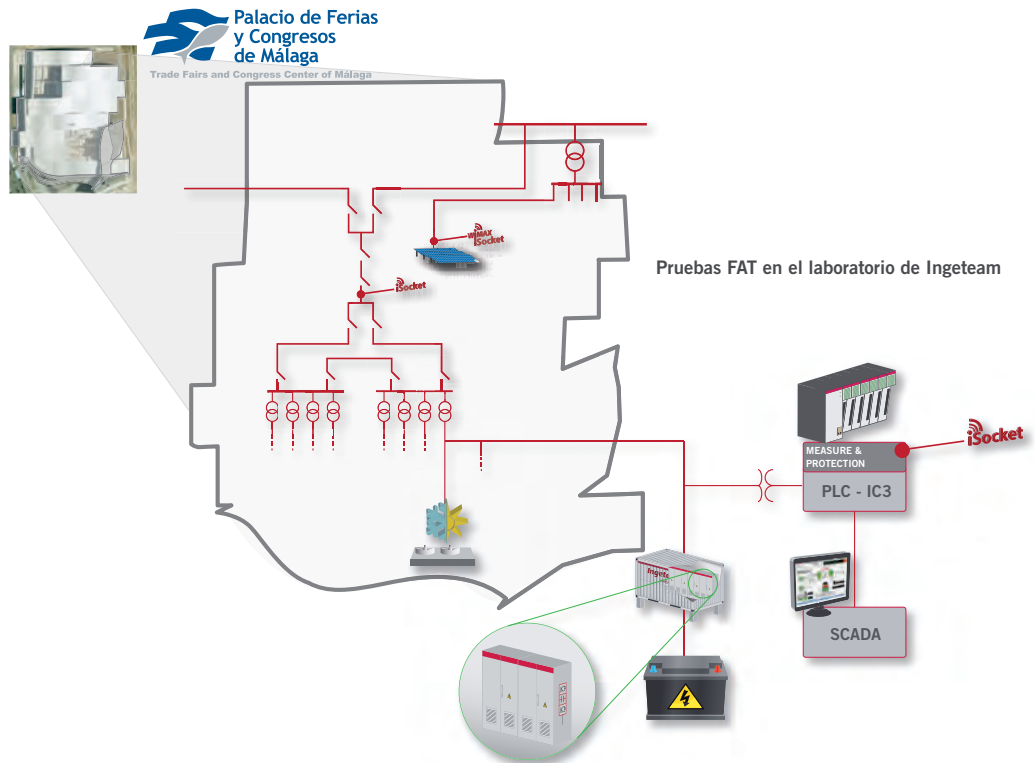 Palacio de Ferias
y Congresos
de Málaga
Trade Fairs and Congress Center of Málaga
WiMAX
iSocket
Pruebas FAT en el laboratorio de Ingeteam
iSocket
iSocket
MEASURE &
PROTECTION
PLC - IC3
SCADA